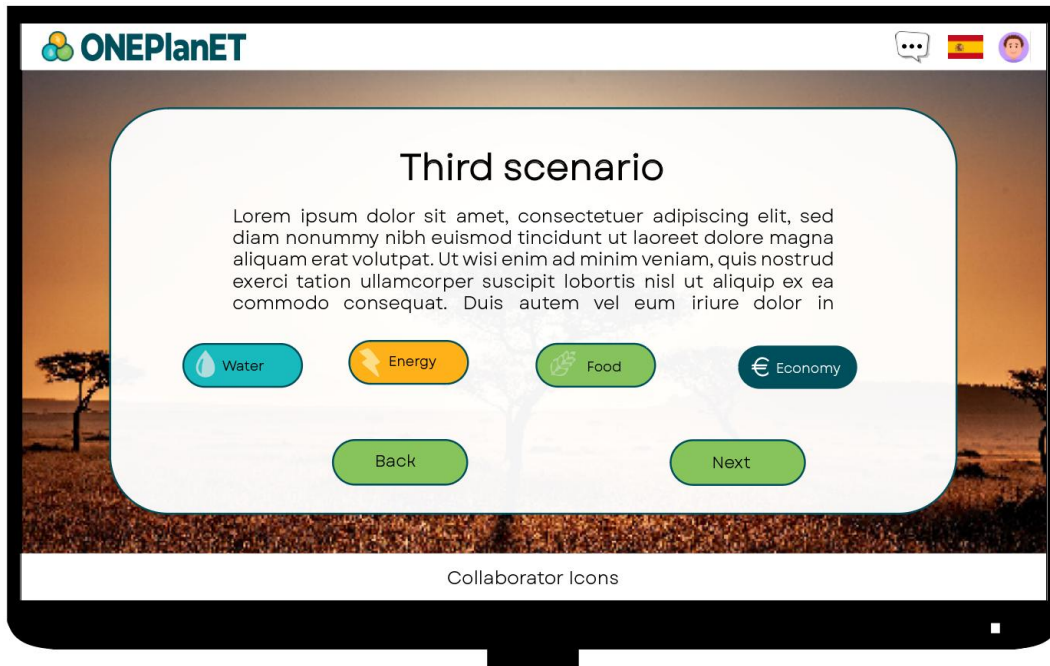 ONEPlanET
Third scenario
Lorem ipsum dolor sit amet, consectetuer adipiscing elit, sed
diam nonummy nibh euismod tincidunt ut laoreet dolore magna
aliquam erat volutpat. Ut wisi enim ad minim veniam, quis nostrud
exerci tation ullamcorper suscipit lobortis nisl ut aliquip ex ea
commodo consequat. Duis autem vel eum iriure dolor in
Water
Energy
Food
€ Economy
Back
Next
Collaborator Icons